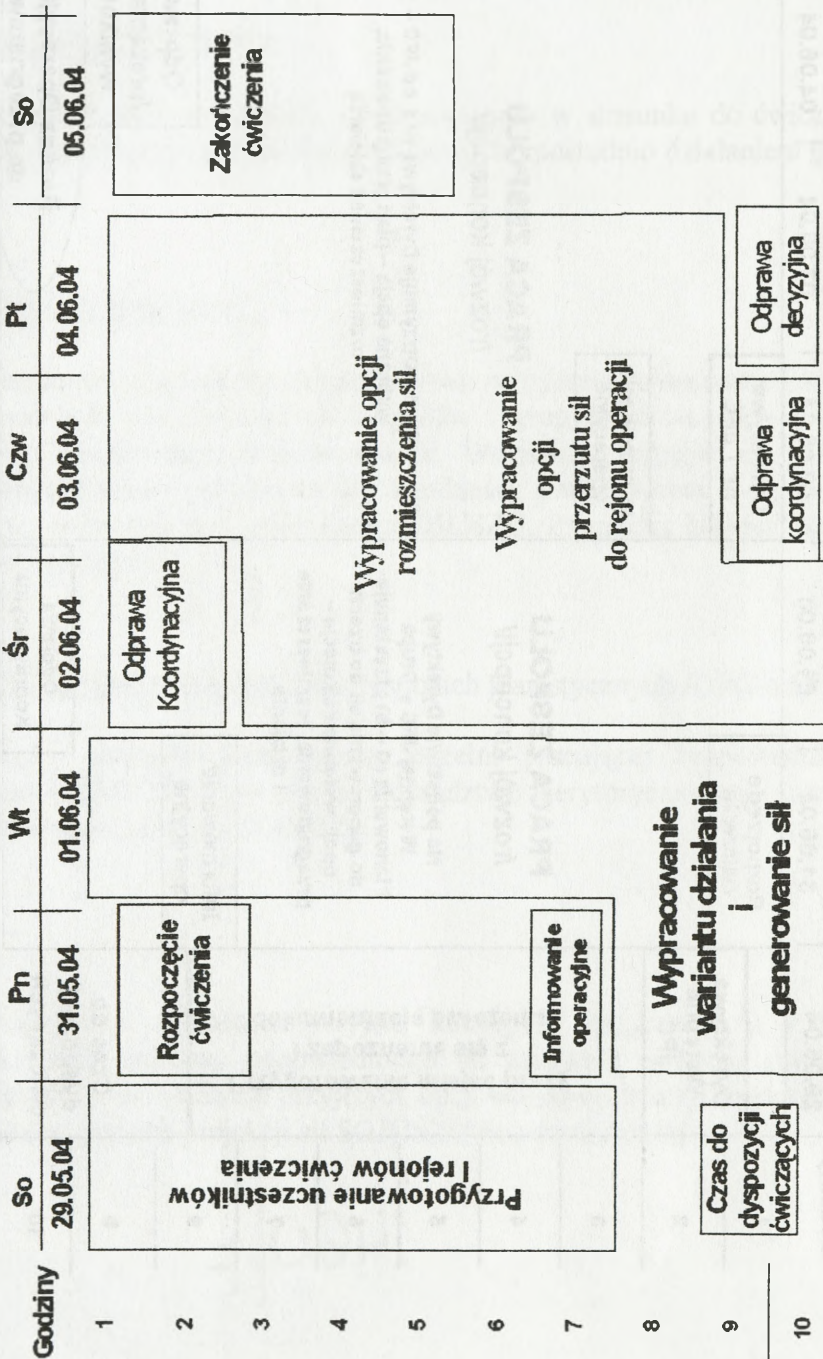 Godziny
So
Pn
Wt
Śr
Czw
Pt
So
29.05.04
31.05.04
01.06.04
02.06.04
03.06.04
04.06.04
05.06.04
1
2
3
4
5
6
7
8
9
10
Przygotowanie uczestników
I rejonów ćwiczenia
Czas do
dyspozycji
ćwiczących
Rozpoczęcie
ćwiczenia
Informowanie
operacyjne
Wypracowanie
wariantu działania
i
generowanie sił
Odprawa
Koordynacyjna
Wypracowanie opcji
rozmieszczenia sił
Wypracowanie
opcji
przerzutu sił
do rejonu operacji
Odprawa
koordynacyjna
Odprawa
decyzyjna
Zakończenie
ćwiczenia